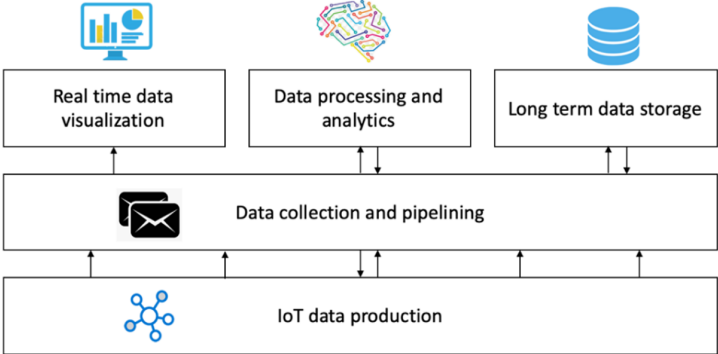 Real time data
visualization
Data processing and
analytics
Long term data storage
Data collection and pipelining
IoT data production